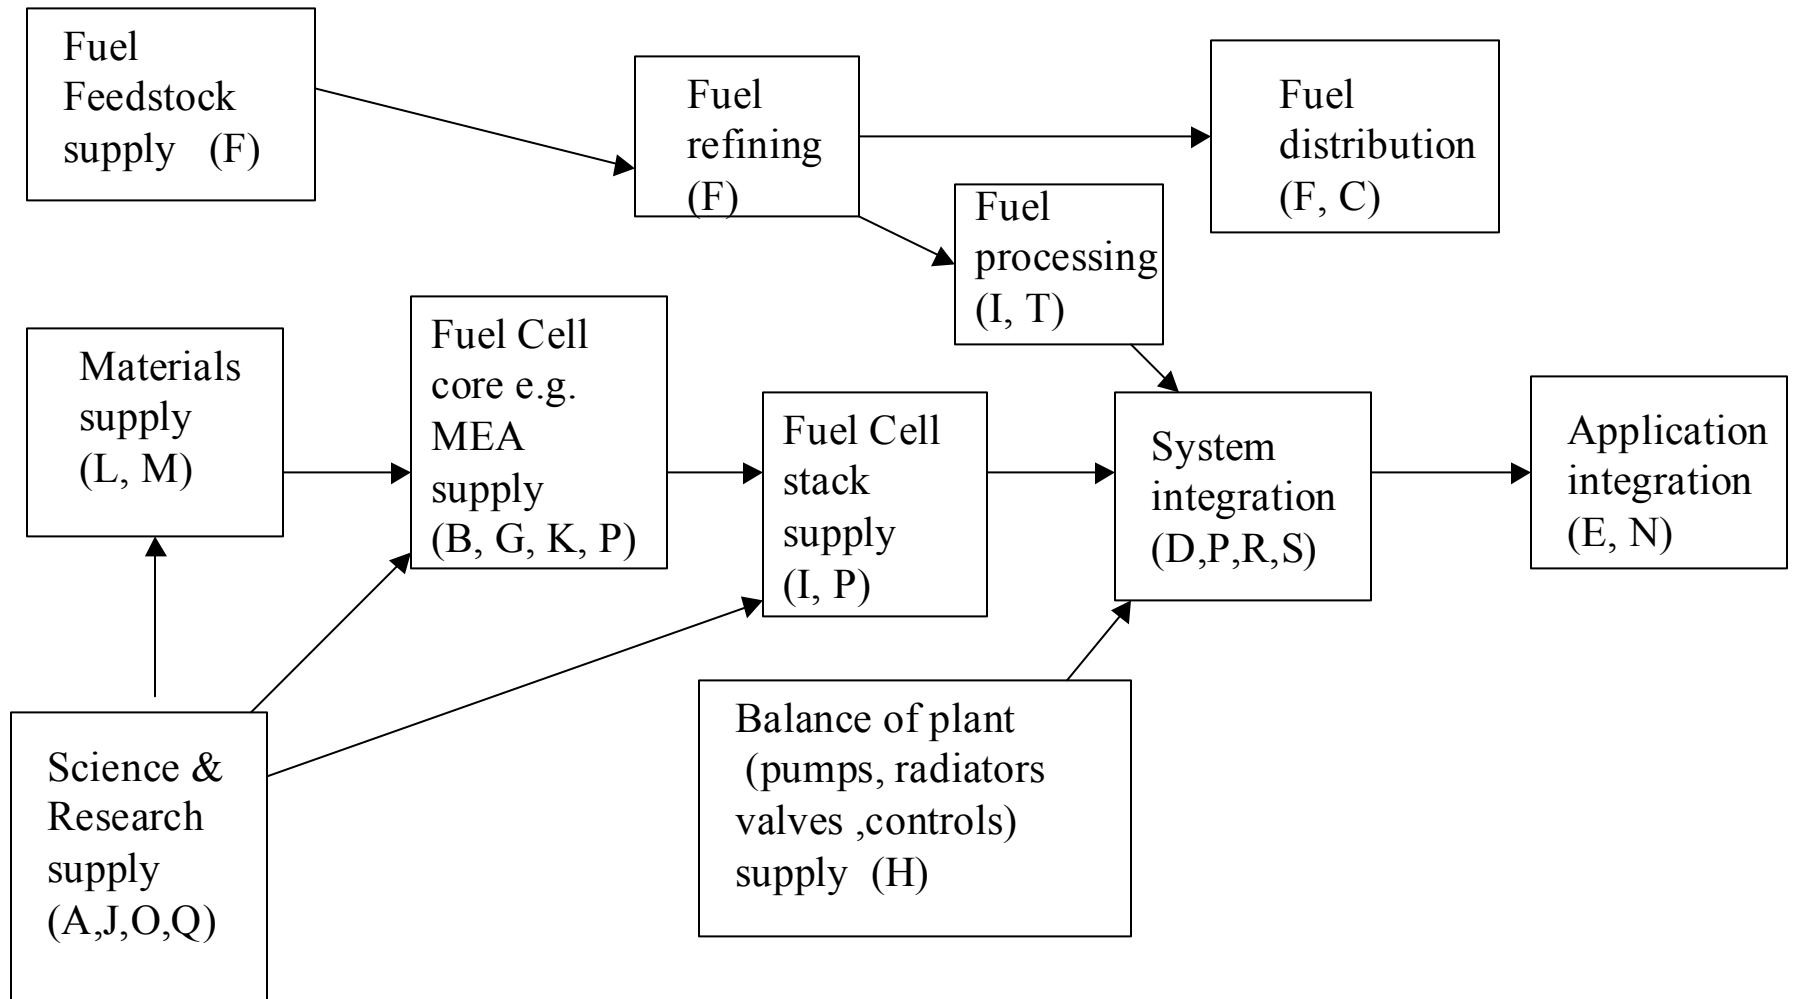 Fuel
Feedstock
supply (F)
Fuel
refining
(F)
Fuel
distribution
(F, C)
Fuel
processing
(I, T)
Materials
supply
(L, M)
Fuel Cell
core e.g.
MEA
supply
(B, G, K, P)
Fuel Cell
stack
supply
(I, P)
System
integration
(D,P,R,S)
Application
integration
(E, N)
Science &
Research
supply
(A,J,O,Q)
Balance of plant
(pumps, radiators
valves ,controls)
supply (H)